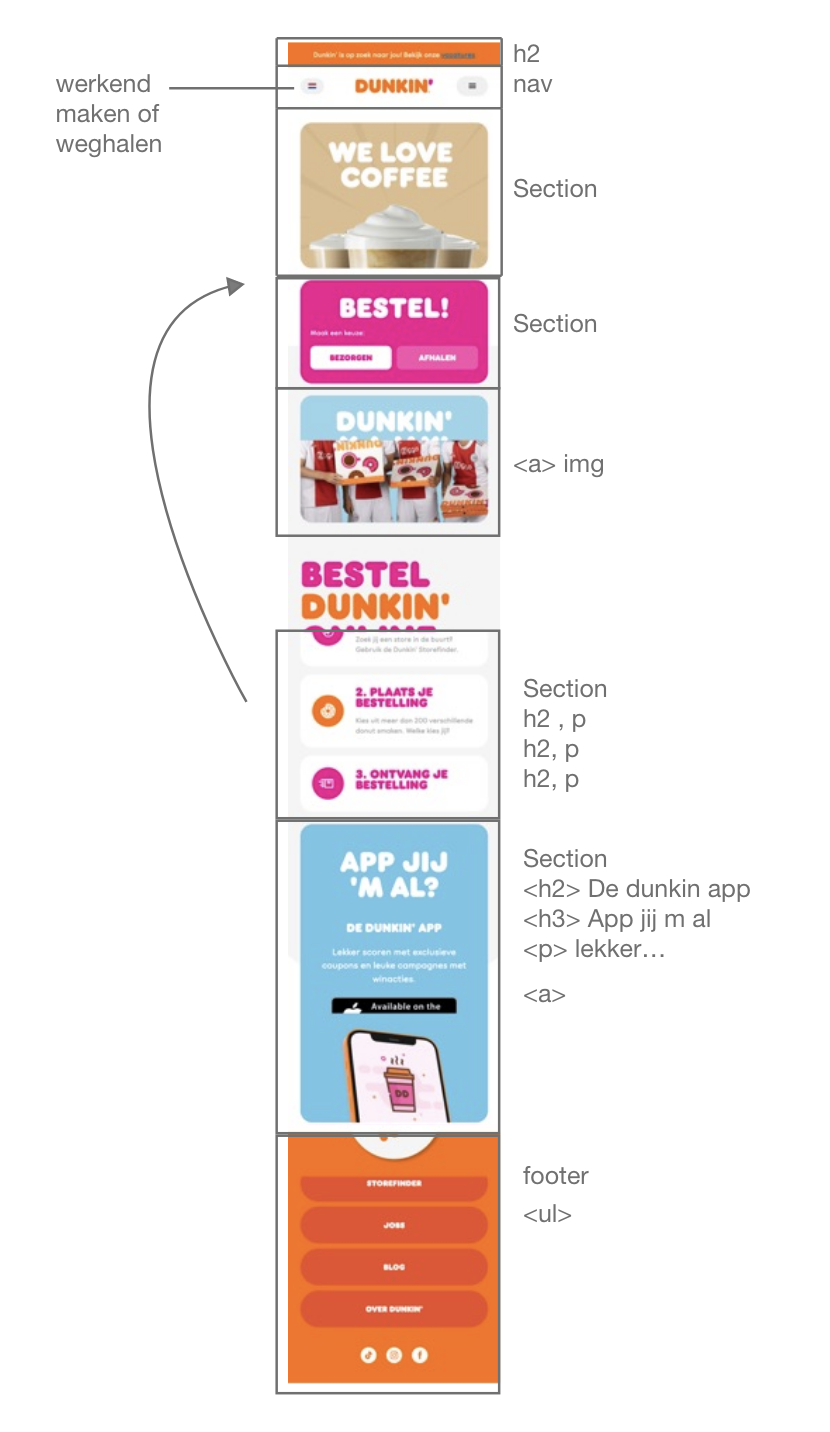 Dunkin' is op zoek naar jou! Bekijk onze vacatures
h2
werkend
maken of
weghalen
DUNKIN'
nav
WE LOVE
COFFEE
Section
BESTEL!
Maak een keuze:
BEZORGEN
AFHALEN
Section
DUNKIN'
DUNKIN'
<a> img
BESTEL
DUNKIN'
Zoek jij een store in de buurt?
Gebruik de Dunkin' Storefinder.
2. PLAATS JE
BESTELLING
Kies uit meer dan 200 verschillende
donut smaken. Welke kies jij?
3. ONTVANG JE
BESTELLING
Section
h2 , p
h2, p
h2, p
APP JIJ
'M AL?
DE DUNKIN' APP
Lekker scoren met exclusieve
coupons en leuke campagnes met
winacties.
Available on the
DD
Section
<h2> De dunkin app
<h3> App jij m al
<p> lekker…
<a>
STOREFINDER
JOBS
BLOG
OVER DUNKIN'
footer
<ul>